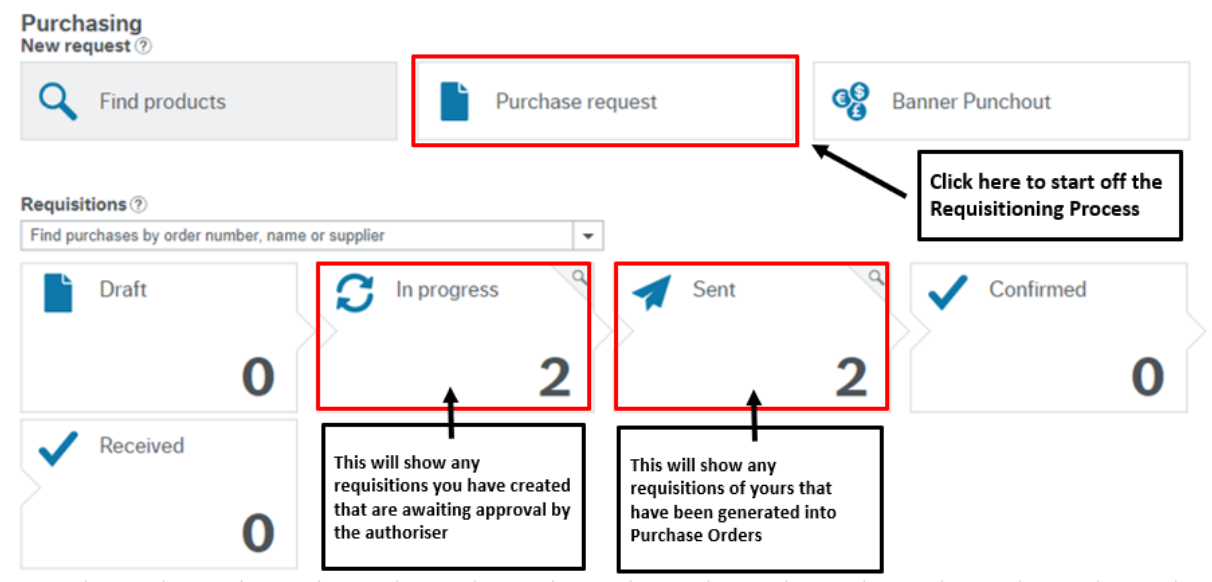 Purchasing
New request ?
Find products
Purchase request
Banner Punchout
Click here to start off the
Requisitioning Process
Requisitions ?
Find purchases by order number, name or supplier
Draft
0
In progress
2
Sent
2
Confirmed
0
This will show any
requisitions you have created
that are awaiting approval by
the authoriser
This will show any
requisitions of yours that
have been generated into
Purchase Orders
Received
0